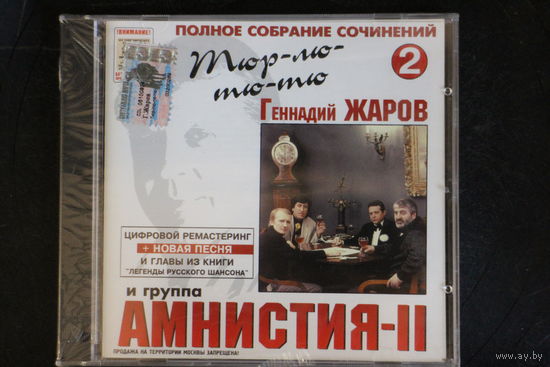 !ВНИМАНИЕ!
ПОЛНОЕ СОБРАНИЕ СОЧИНЕНИЙ
2
Тюр-лю-
тю-тю
Геннадий ЖАРОВ
ЦИФРОВОЙ РЕМАСТЕРИНГ
+ НОВАЯ ПЕСНЯ
И ГЛАВЫ ИЗ КНИГИ
"ЛЕГЕНДЫ РУССКОГО ШАНСОНА"
и группа
АМНИСТИЯ-II
ПРОДАЖА НА ТЕРРИТОРИИ МОСКВЫ ЗАПРЕЩЕНА!
www.ay.by